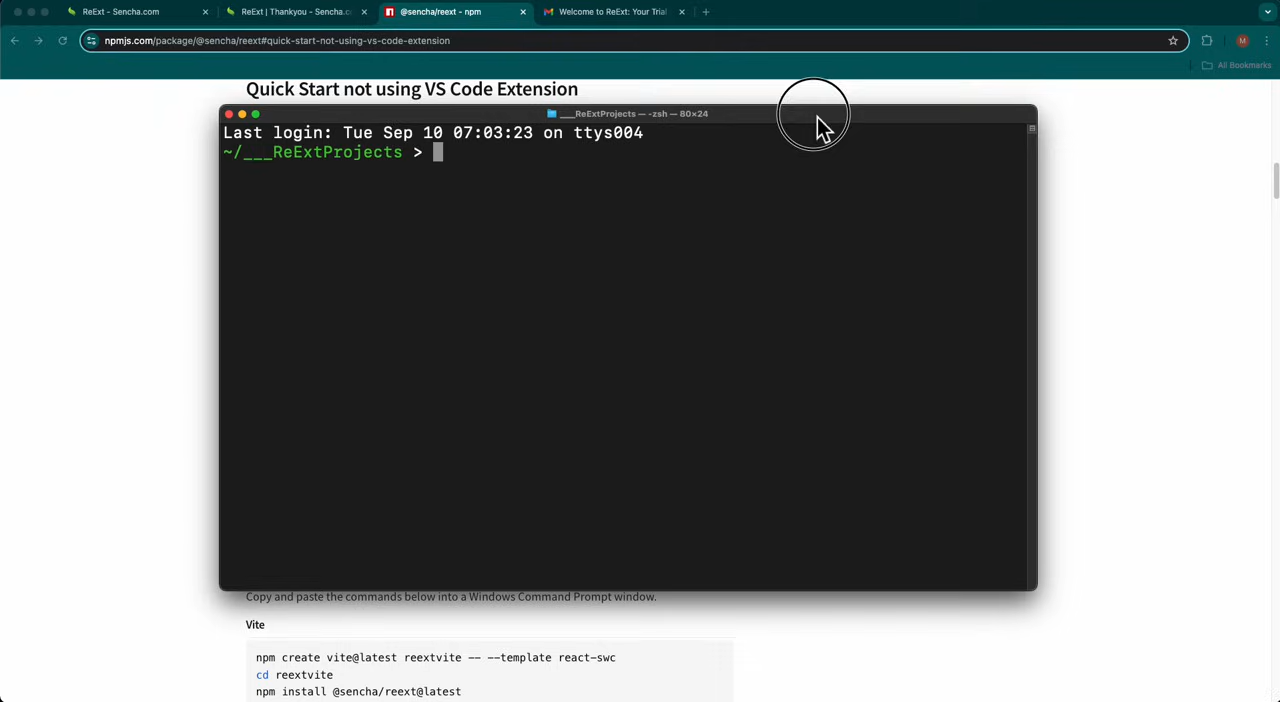 ReExt - Sencha.com
ReExt | Thankyou - Sencha.c
@sencha/reext - npm
Welcome to ReExt: Your Trial
npmjs.com/package/@sencha/reext#quick-start-not-using-vs-code-extension
M
All Bookmarks
Quick Start not using VS Code Extension
___ReExtProjects — -zsh — 80×24
Last login: Tue Sep 10 07:03:23 on ttys004
~/___ReExtProjects >
Copy and paste the commands below into a Windows Command Prompt window.
Vite
npm create vite@latest reextvite -- --template react-swc
cd reextvite
npm install @sencha/reext@latest